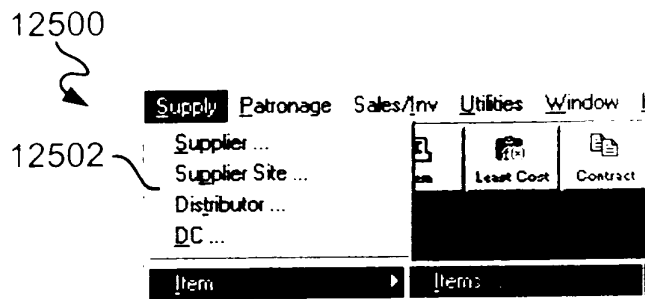 12500
Supply Patronage Sales/Inv Utilities Window
Supplier ...
12502
Supplier Site ...
Least Cost Contract
Distributor ...
DC ...
Item Items